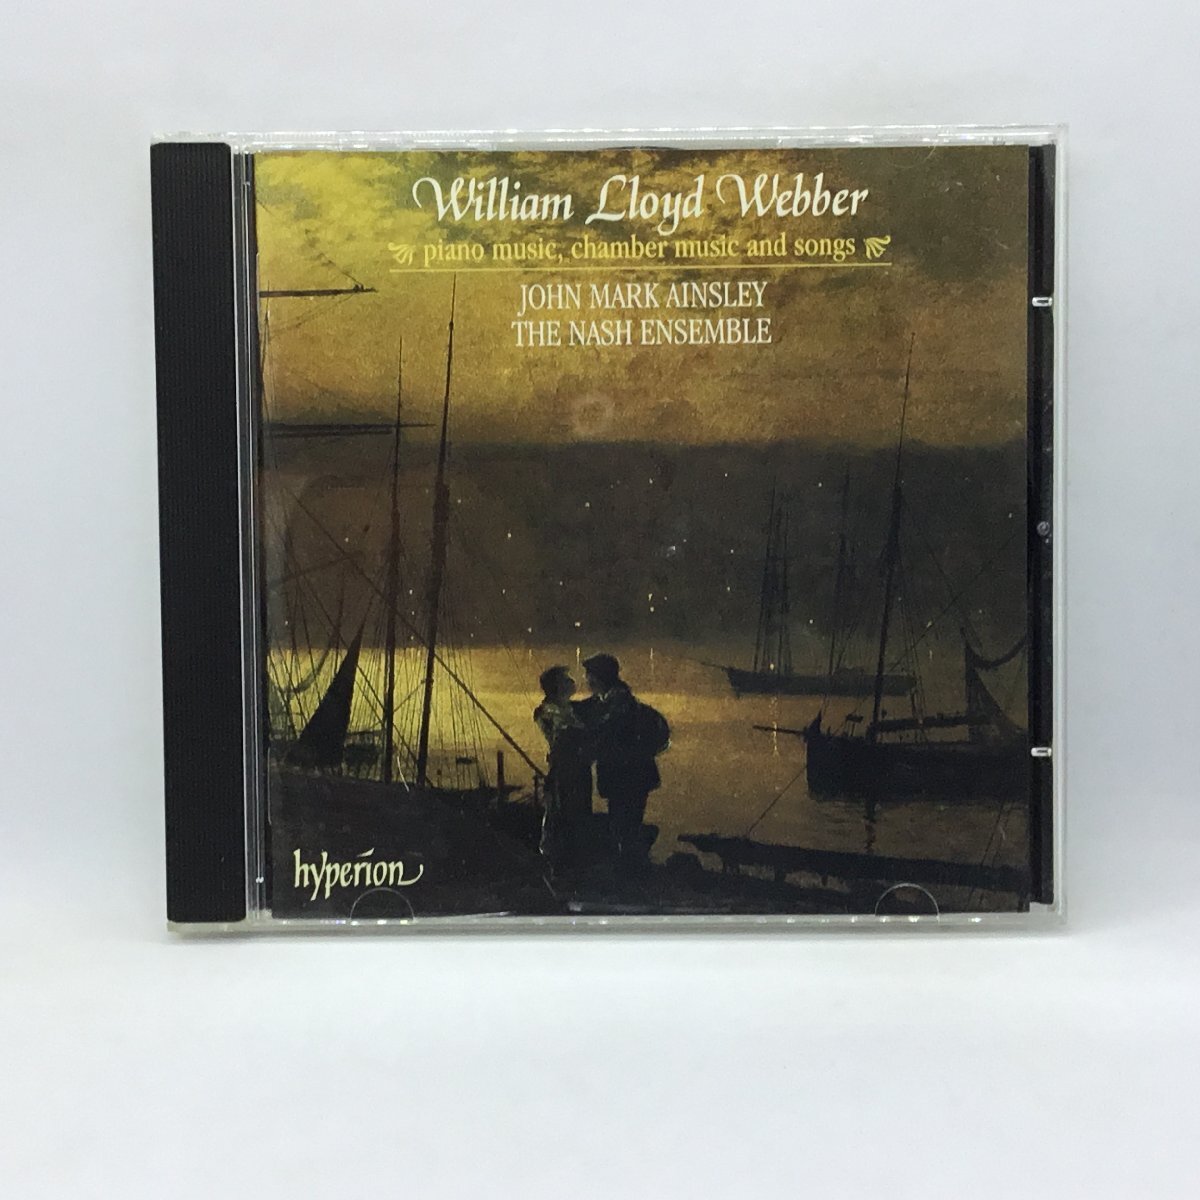 William Lloyd Webber
piano music, chamber music and songs
JOHN MARK AINSLEY
THE NASH ENSEMBLE
hyperion